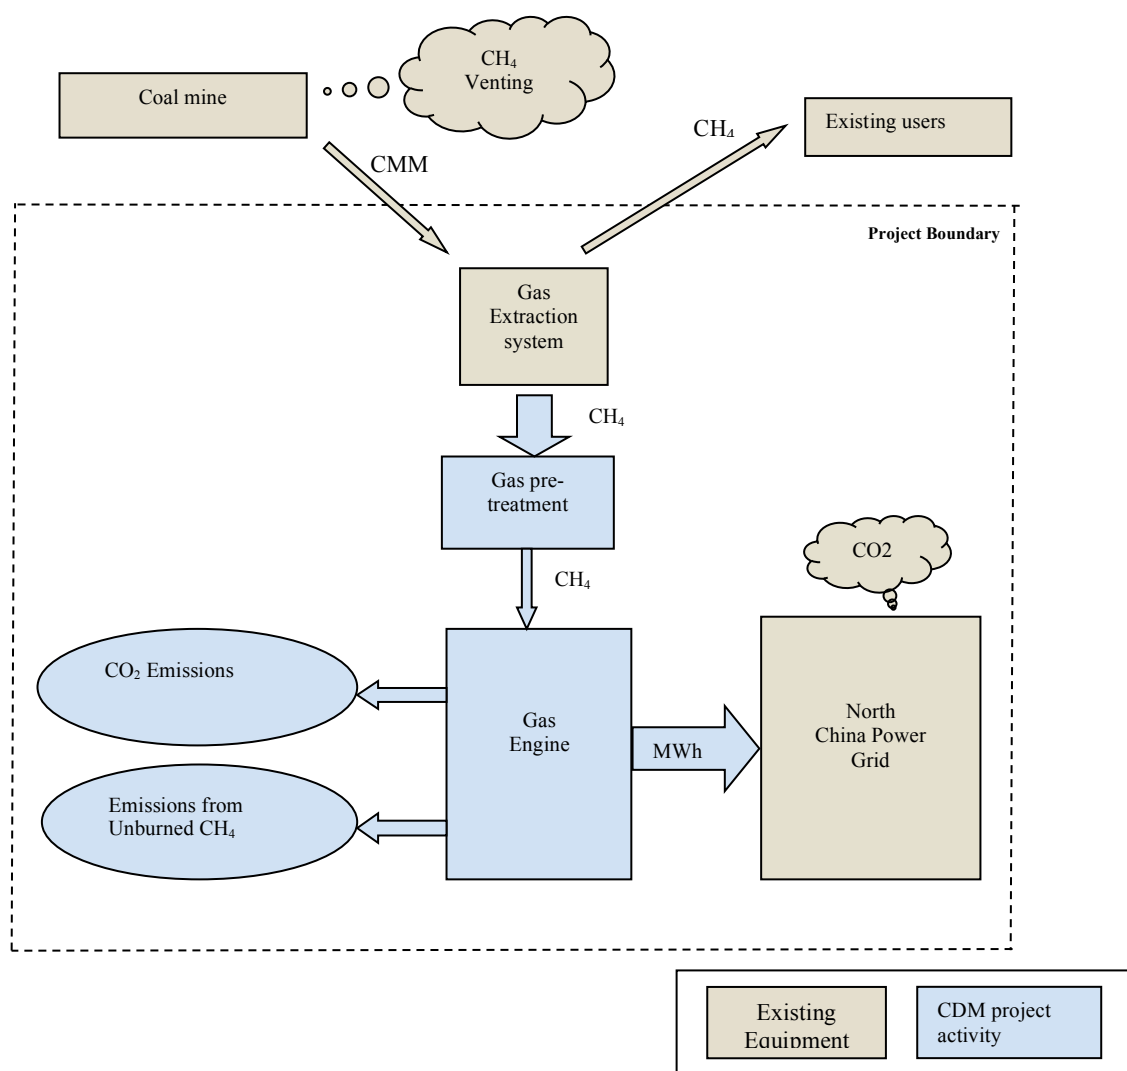 CH₄
Venting
Coal mine
Existing users
CH₄
CMM
Project Boundary
Gas
Extraction
system
CH₄
Gas pre-
treatment
CO2
CH₄
CO₂ Emissions
Gas
Engine
MWh
North
China Power
Grid
Emissions from
Unburned CH₄
Existing
Equipment
CDM project
activity